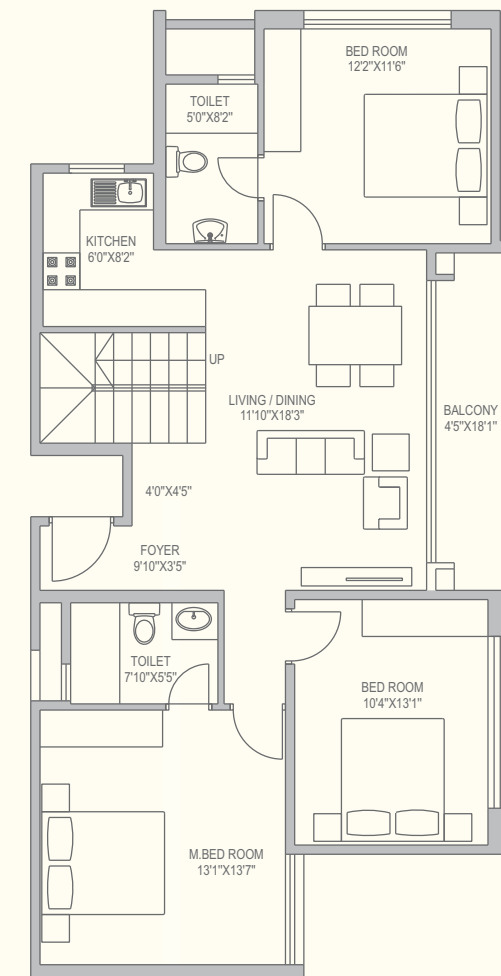 BED ROOM
12'2"X11'6"
TOILET
5'0"X8'2"
KITCHEN
6'0"X8'2"
UP
LIVING / DINING
11'10"X18'3"
BALCONY
4'5"X18'1"
4'0"X4'5"
FOYER
9'10"X3'5"
TOILET
7'10"X5'5"
BED ROOM
10'4"X13'1"
M.BED ROOM
13'1"X13'7"